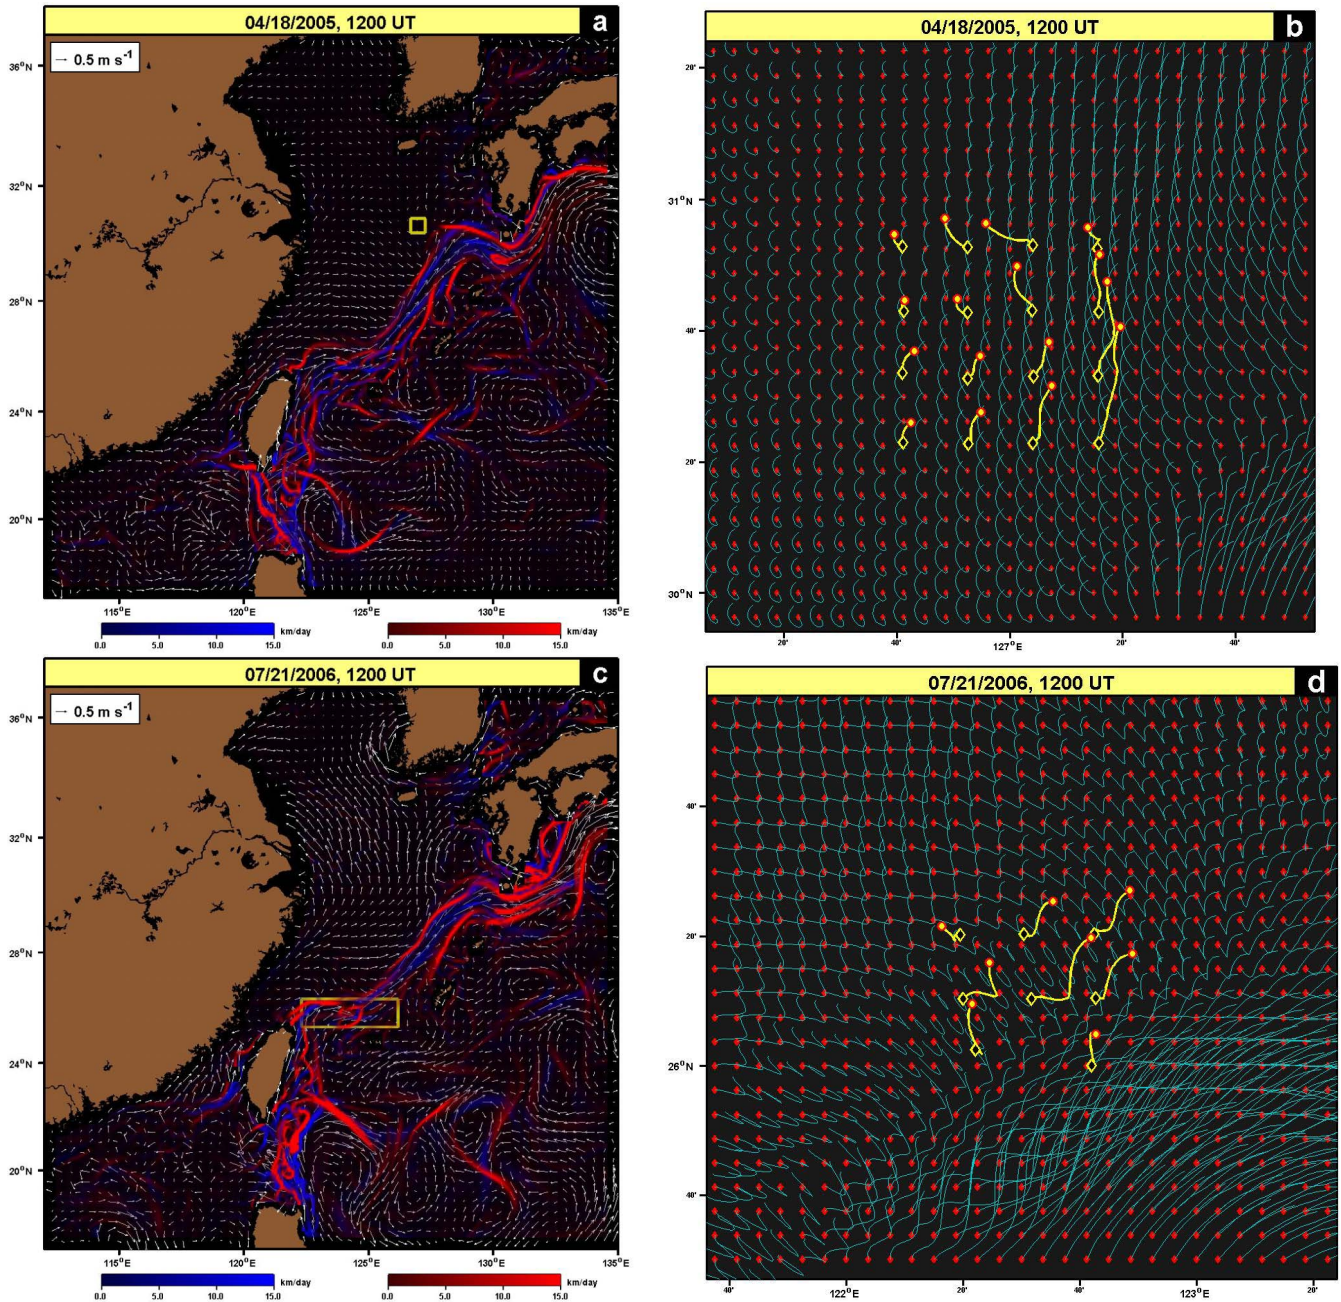 04/18/2005, 1200 UT
a
0.5 m s-1
36°N
32°N
28°N
24°N
20°N
115°E
120°E
125°E
130°E
135°E
km/day
0.0
5.0
10.0
15.0
km/day
0.0
5.0
10.0
15.0
04/18/2005, 1200 UT
b
20'
31°N
40'
20'
30°N
20'
40'
127°E
20'
40'
07/21/2006, 1200 UT
c
0.5 m s-1
36°N
32°N
28°N
24°N
20°N
115°E
120°E
125°E
130°E
135°E
km/day
0.0
5.0
10.0
15.0
km/day
0.0
5.0
10.0
15.0
07/21/2006, 1200 UT
d
40'
20'
26°N
40'
40'
122°E
20'
40'
123°E
20'